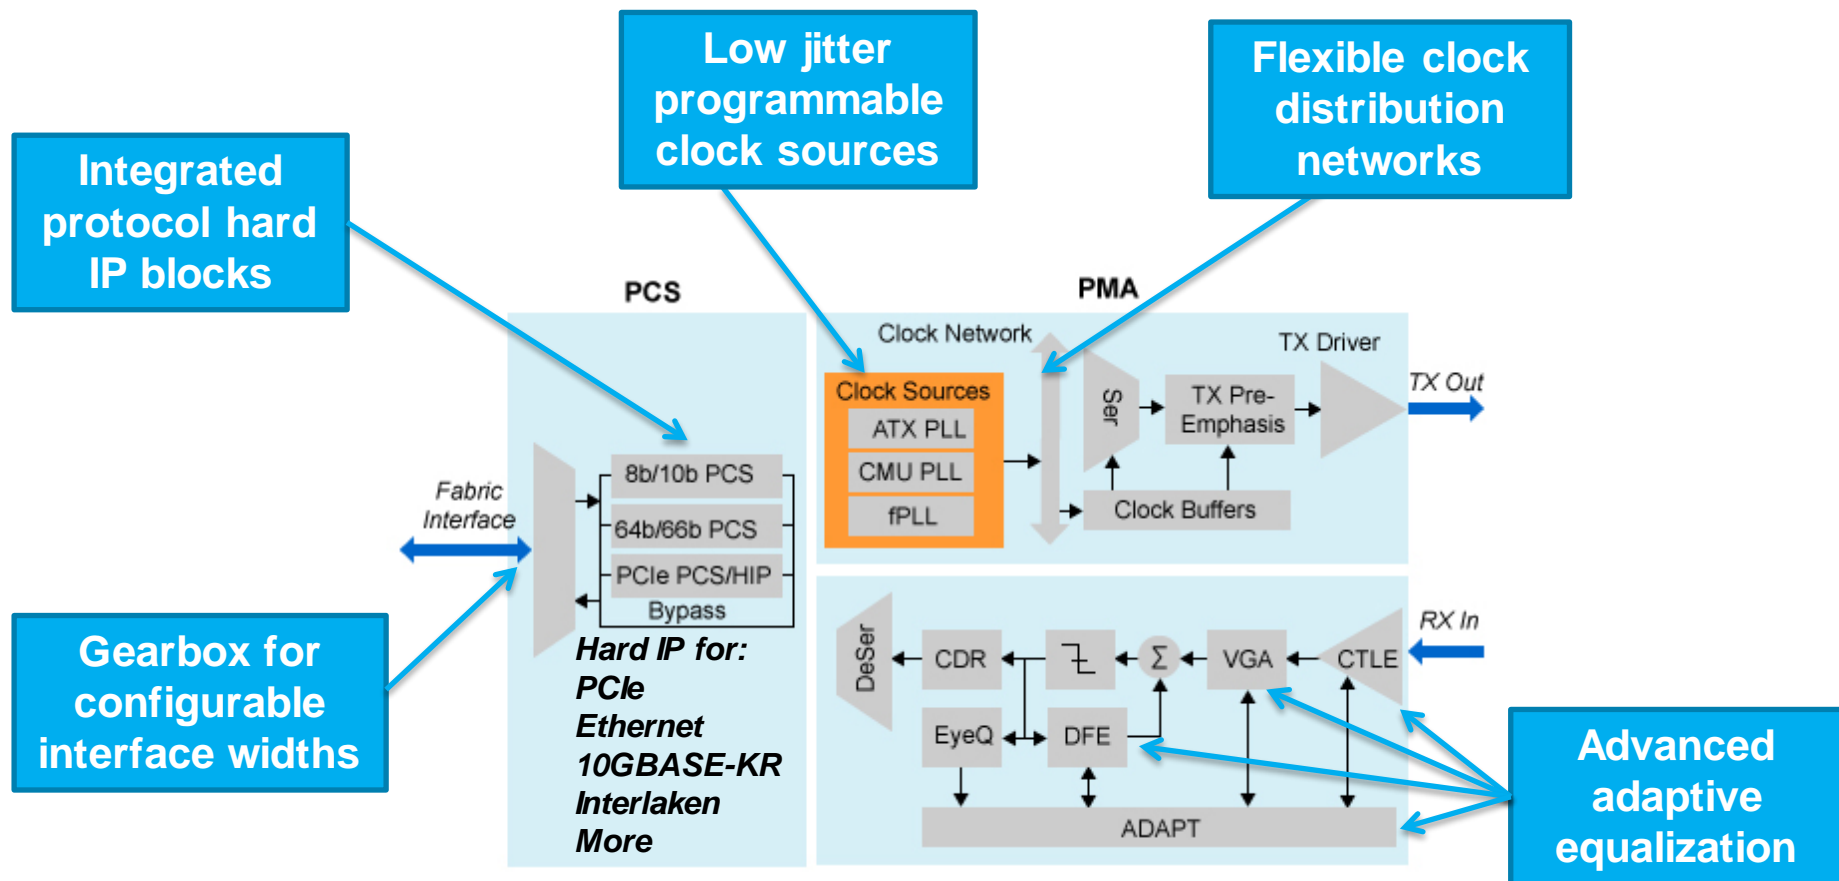 Low jitter
programmable
clock sources
Flexible clock
distribution
networks
Integrated
protocol hard
IP blocks
PCS
PMA
Clock Network
TX Driver
Clock Sources
ATX PLL
CMU PLL
fPLL
Ser
TX Pre-
Emphasis
TX Out
Clock Buffers
Fabric
Interface
8b/10b PCS
64b/66b PCS
PCIe PCS/HIP
Bypass
Hard IP for:
PCIe
Ethernet
10GBASE-KR
Interlaken
More
Gearbox for
configurable
interface widths
DeSer
CDR
Σ
VGA
CTLE
RX In
EyeQ
DFE
ADAPT
Advanced
adaptive
equalization